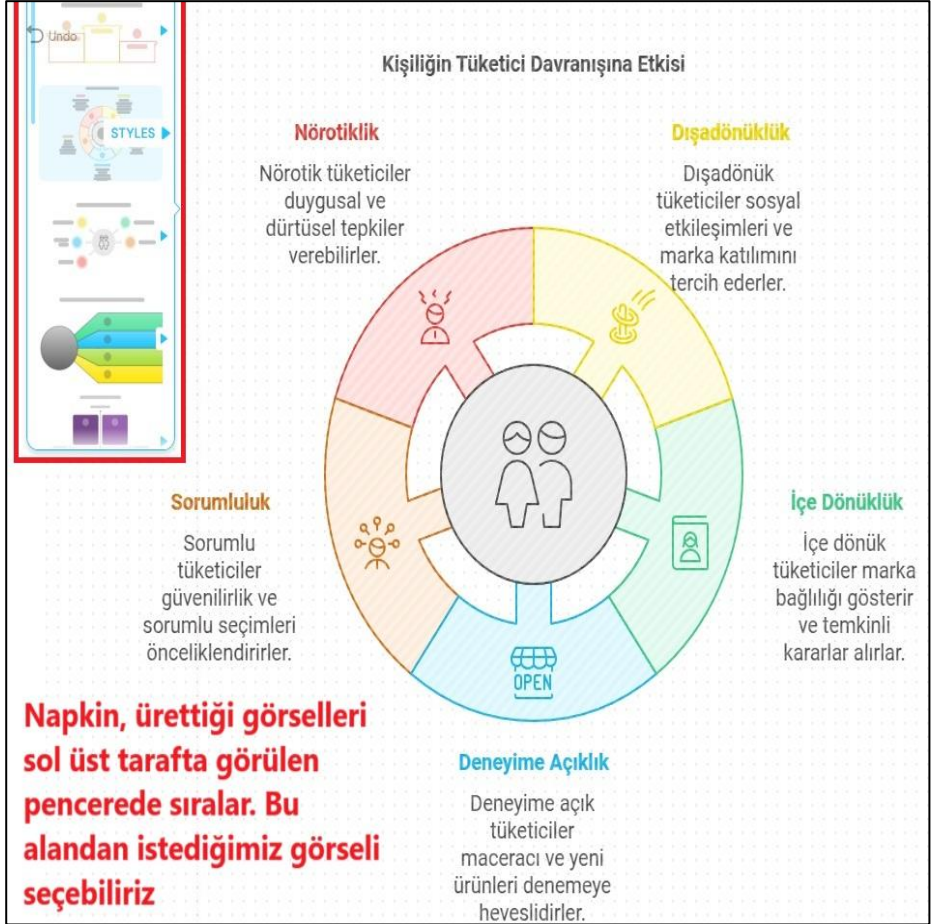 Undo
STYLES
Kişiliğin Tüketici Davranışına Etkisi
Nörotiklik
Nörotik tüketiciler
duygusal ve
dürtüsel tepkiler
verebilirler.
Dışadönüklük
Dışadönük
tüketiciler sosyal
etkileşimleri ve
marka katılımını
tercih ederler.
Sorumluluk
Sorumlu
tüketiciler
güvenilirlik ve
sorumlu seçimleri
önceliklendirirler.
İçe Dönüklük
İçe dönük
tüketiciler marka
bağlılığı gösterir
ve temkinli
kararlar alırlar.
OPEN
Deneyime Açıklık
Deneyime açık
tüketiciler
maceracı ve yeni
ürünleri denemeye
heveslidirler.
Napkin, ürettiği görselleri
sol üst tarafta görülen
pencerede sıralar. Bu
alandan istediğimiz görseli
seçebiliriz